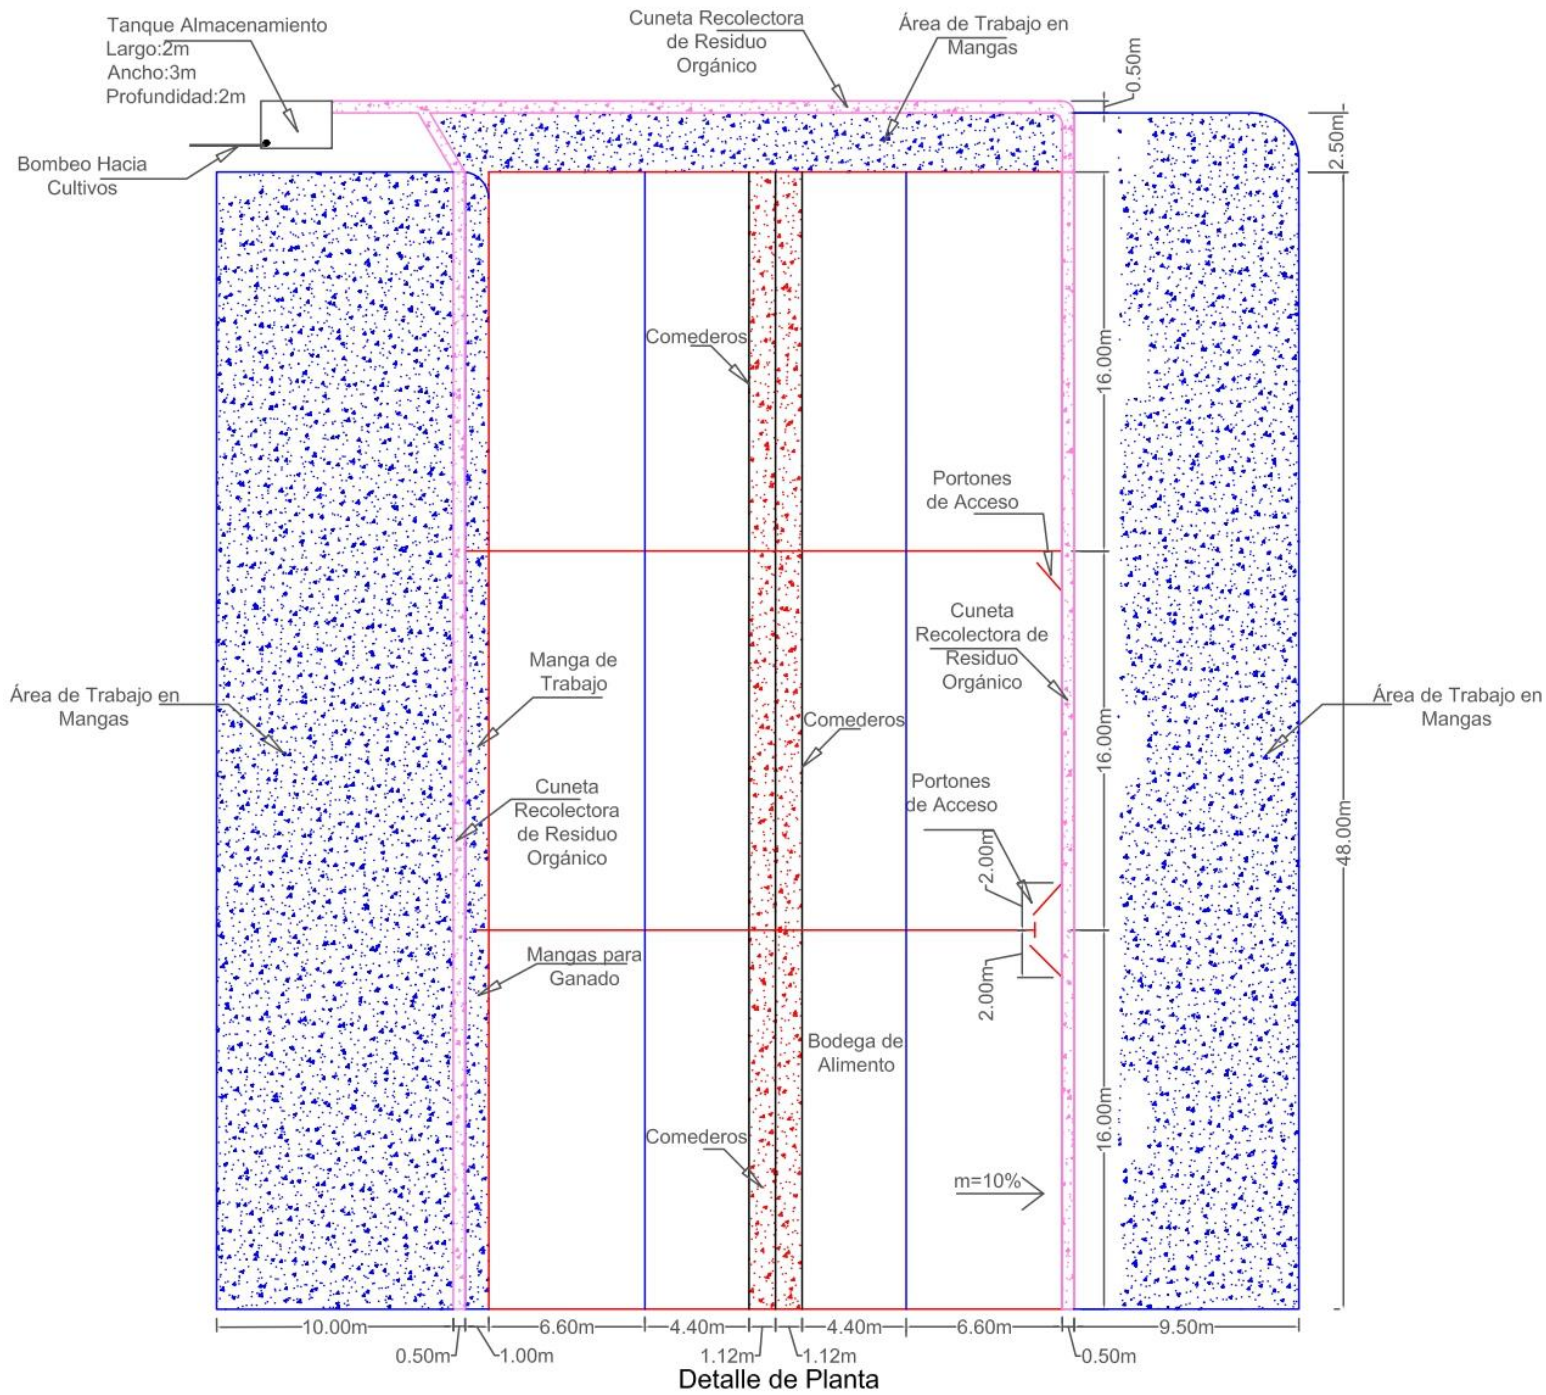 Tanque Almacenamiento
Largo:2m
Ancho:3m
Profundidad:2m
Cuneta Recolectora
de Residuo
Orgánico
Área de Trabajo en
Mangas
0.50m
2.50m
Bombeo Hacia
Cultivos
Comederos
16.00m
Portones
de Acceso
Cuneta
Recolectora de
Residuo
Orgánico
Manga de
Trabajo
Área de Trabajo en
Mangas
Comederos
16.00m
Área de Trabajo en
Mangas
Cuneta
Recolectora
de Residuo
Orgánico
Portones
de Acceso
2.00m
48.00m
Mangas para
Ganado
2.00m
Bodega de
Alimento
Comederos
16.00m
m=10%
10.00m
6.60m
4.40m
4.40m
6.60m
9.50m
0.50m
1.00m
1.12m
1.12m
0.50m
Detalle de Planta